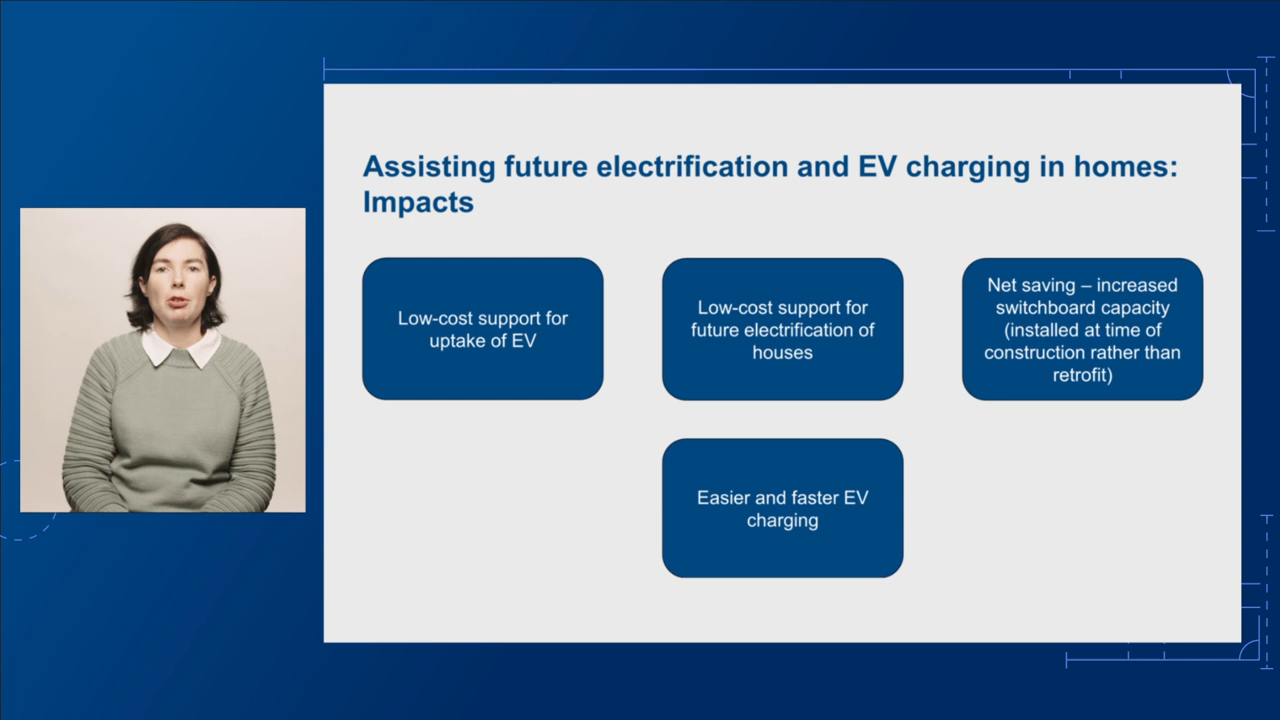 Assisting future electrification and EV charging in homes:
Impacts
Low-cost support for
uptake of EV
Low-cost support for
future electrification of
houses
Net saving – increased
switchboard capacity
(installed at time of
construction rather than
retrofit)
Easier and faster EV
charging